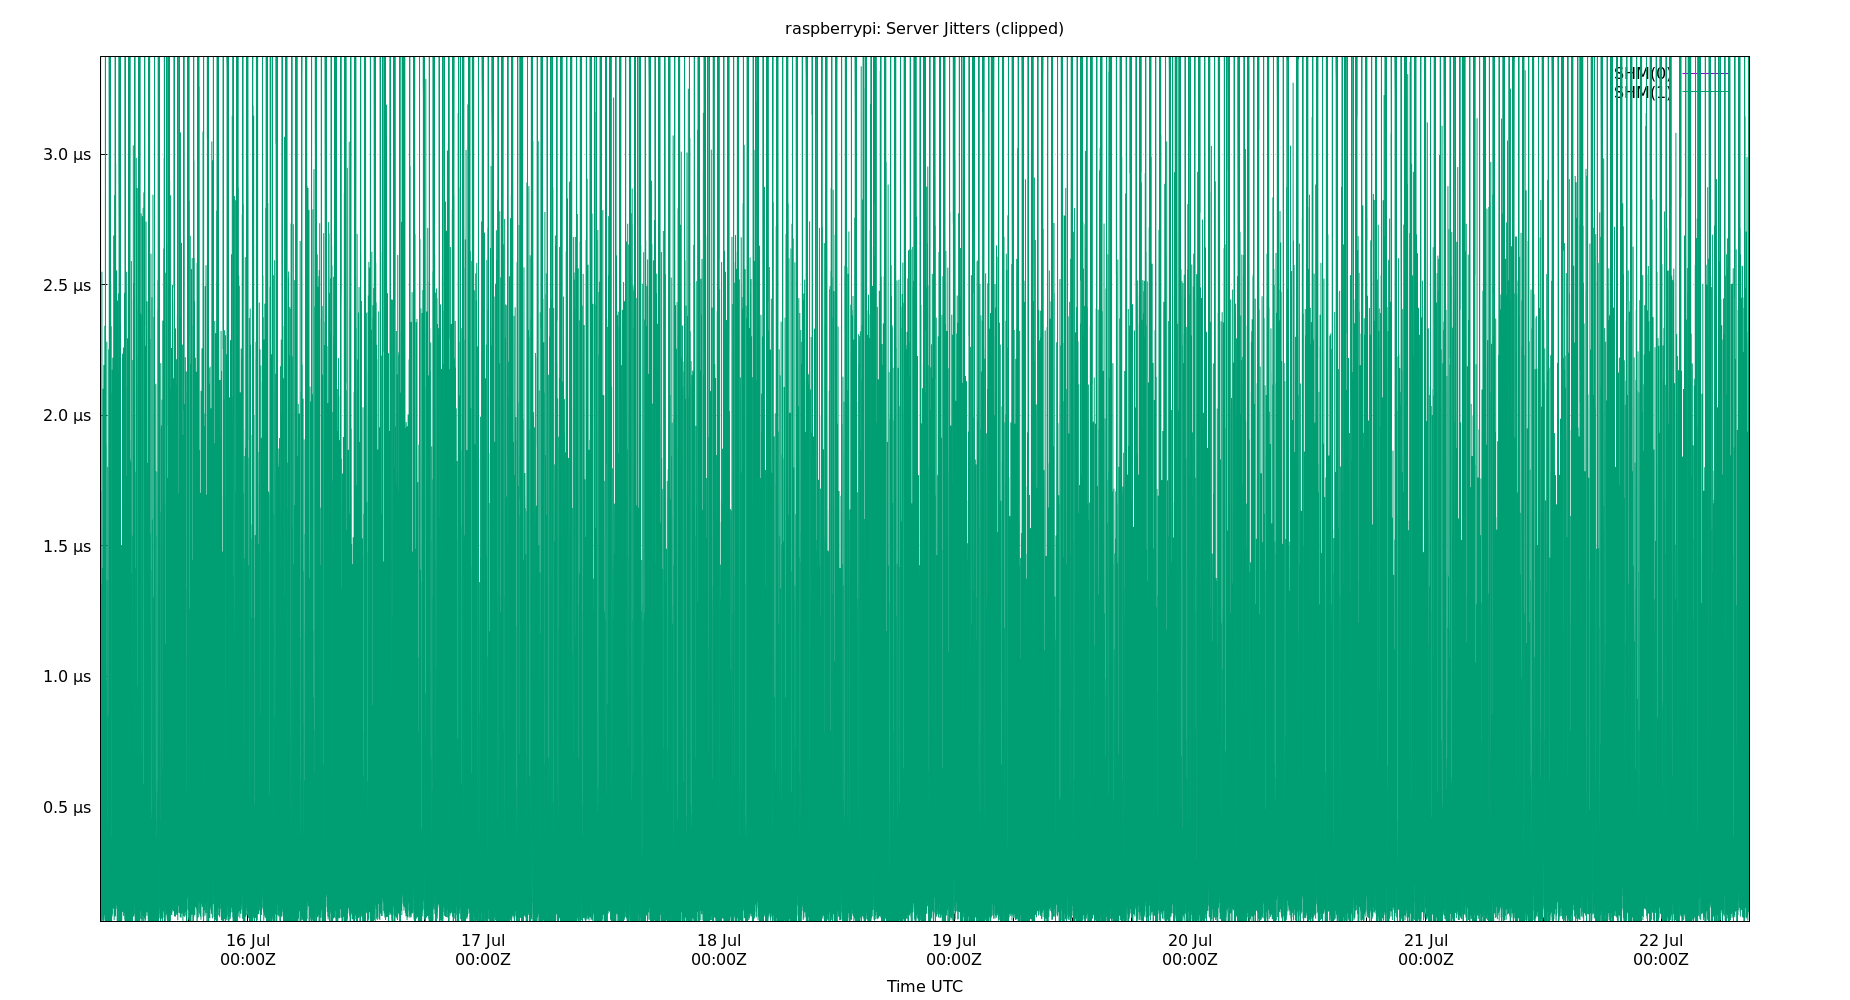 raspberrypi: Server Jitters (clipped)
SHM(0)
SHM(1)
3.0 μs
2.5 μs
2.0 μs
1.5 μs
1.0 μs
0.5 μs
16 Jul 17 Jul 18 Jul 19 Jul 20 Jul 21 Jul 22 Jul
00:00Z 00:00Z 00:00Z 00:00Z 00:00Z 00:00Z 00:00Z
Time UTC